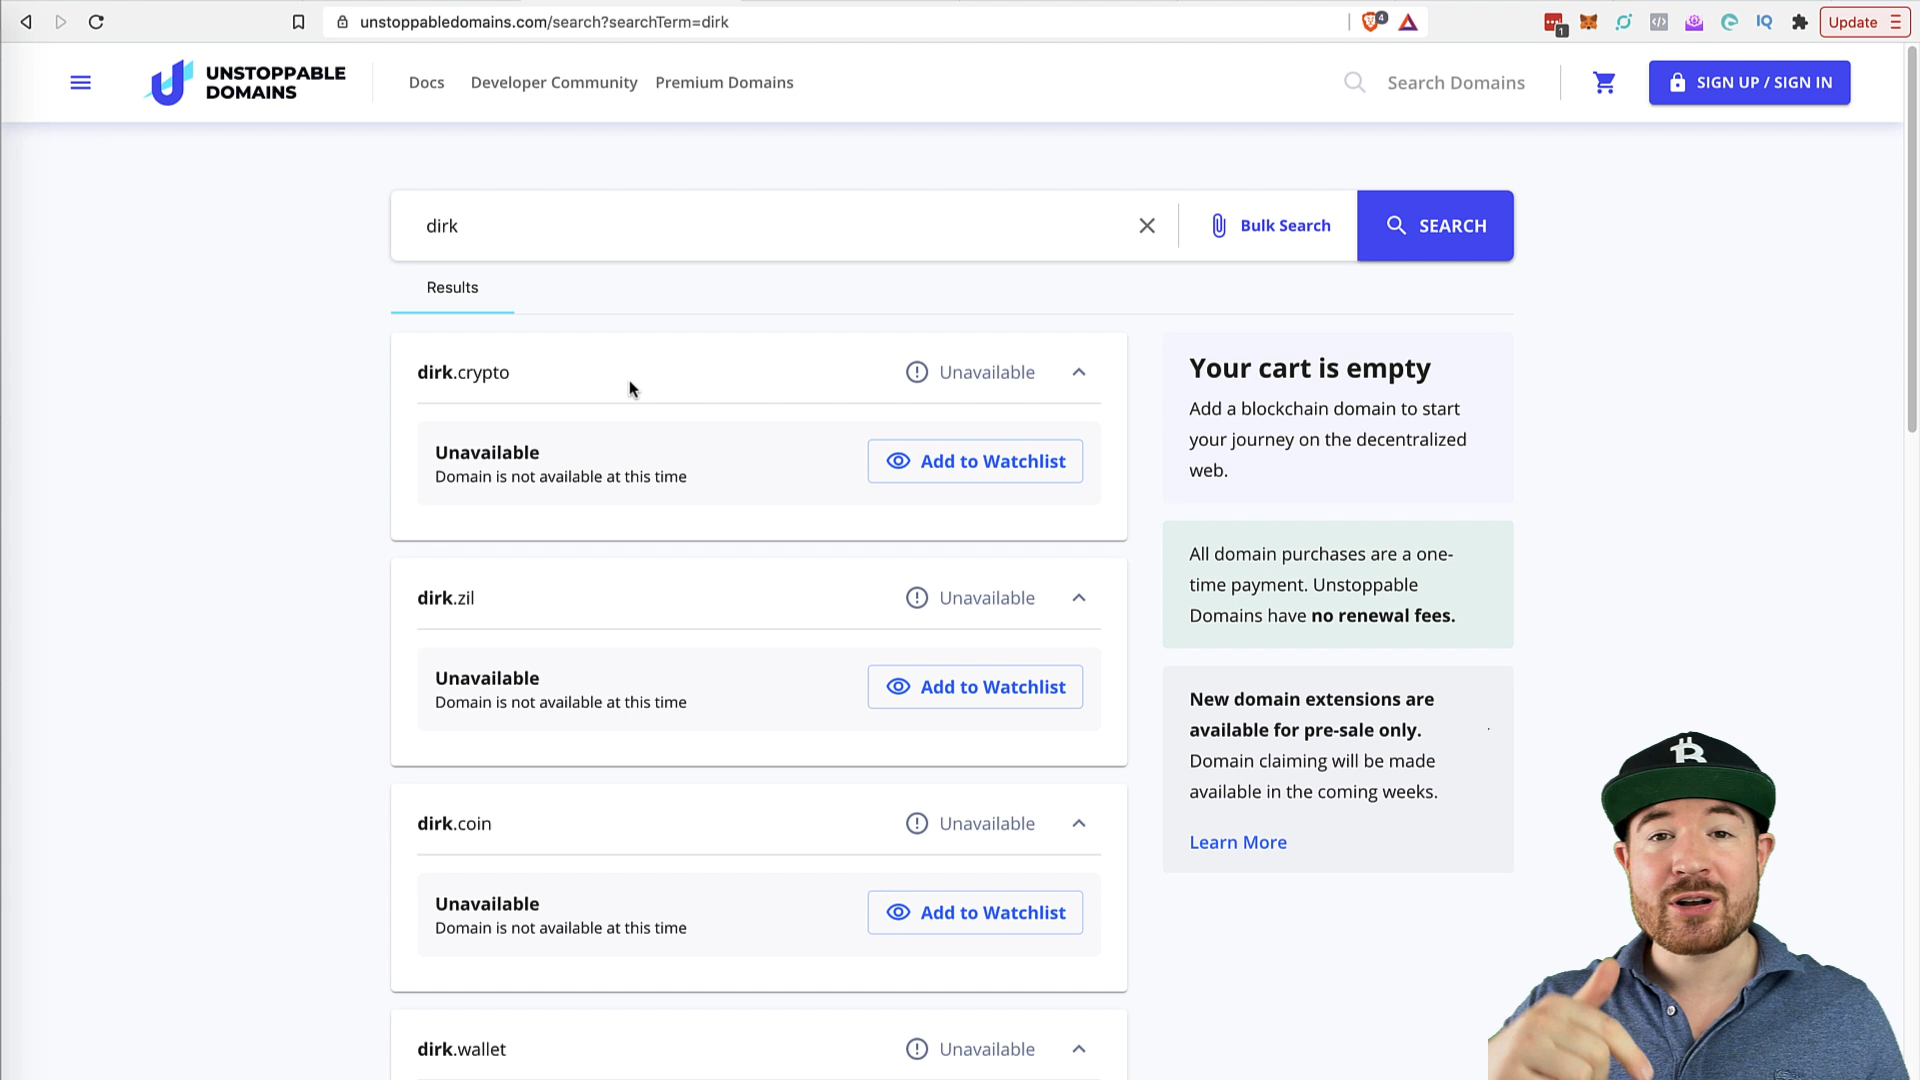 unstoppabledomains.com/search?searchTerm=dirk
4
1
</>
IQ
Update
UNSTOPPABLE
DOMAINS
Docs
Developer Community
Premium Domains
Search Domains
SIGN UP / SIGN IN
dirk
Bulk Search
SEARCH
Results
dirk.crypto
Unavailable
Unavailable
Domain is not available at this time
Add to Watchlist
dirk.zil
Unavailable
Unavailable
Domain is not available at this time
Add to Watchlist
dirk.coin
Unavailable
Unavailable
Domain is not available at this time
Add to Watchlist
dirk.wallet
Unavailable
Your cart is empty
Add a blockchain domain to start
your journey on the decentralized
web.
All domain purchases are a one-
time payment. Unstoppable
Domains have no renewal fees.
New domain extensions are
available for pre-sale only.
Domain claiming will be made
available in the coming weeks.
Learn More